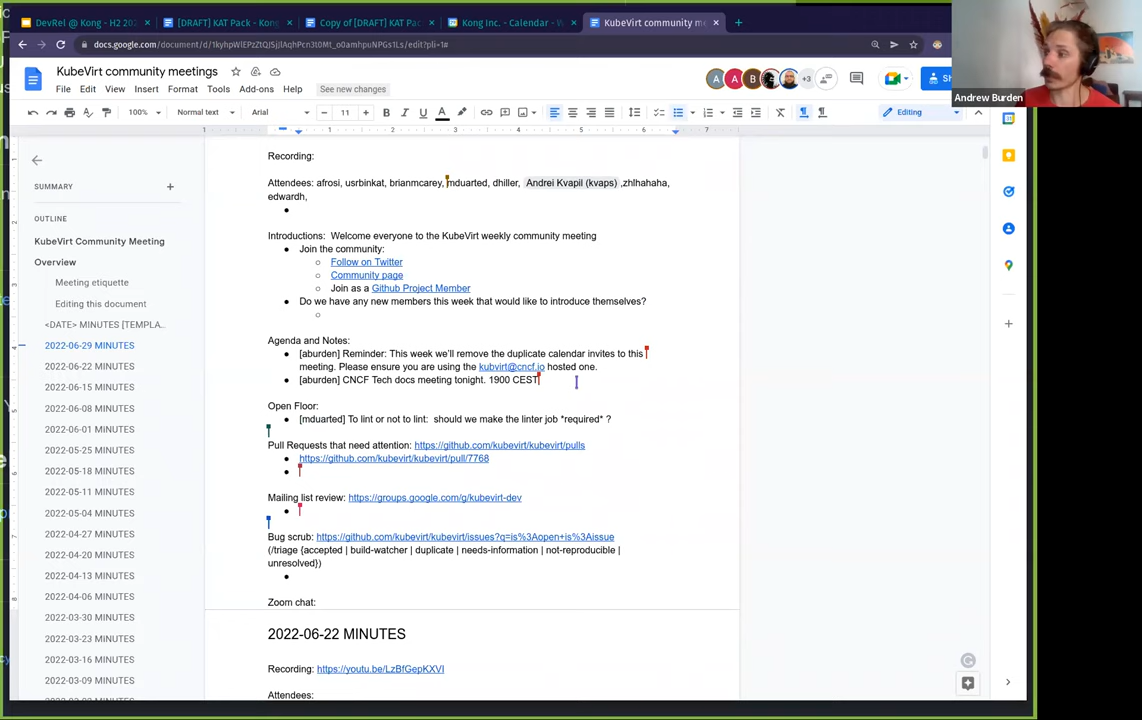 DevRel @ Kong - H2 202
[DRAFT] KAT Pack - Kong
Copy of [DRAFT] KAT Pack
Kong Inc. - Calendar - W
KubeVirt community me
docs.google.com/document/d/1kyhpWlEPzZtQJSjlAqhPcn3t0Mt_o0amhpuNPGs1Ls/edit?pli=1#
KubeVirt community meetings
File Edit View Insert Format Tools Add-ons Help
See new changes
A A B +3
Sh
Andrew Burden
100% Normal text Arial 11 B I U A Editing
1 1 2 3 4 5 6 7
SUMMARY
OUTLINE
KubeVirt Community Meeting
Overview
Meeting etiquette
Editing this document
<DATE> MINUTES [TEMPLA...
2022-06-29 MINUTES
2022-06-22 MINUTES
2022-06-15 MINUTES
2022-06-08 MINUTES
2022-06-01 MINUTES
2022-05-25 MINUTES
2022-05-18 MINUTES
2022-05-11 MINUTES
2022-05-04 MINUTES
2022-04-27 MINUTES
2022-04-20 MINUTES
2022-04-13 MINUTES
2022-04-06 MINUTES
2022-03-30 MINUTES
2022-03-23 MINUTES
2022-03-16 MINUTES
2022-03-09 MINUTES
Recording:
Attendees: afrosi, usrbinkat, brianmcarey, mduarted, dhiller, Andrei Kvapil (kvaps) ,zhlhahaha,
edwardh,
Introductions: Welcome everyone to the KubeVirt weekly community meeting
● Join the community:
○ Follow on Twitter
○ Community page
○ Join as a Github Project Member
● Do we have any new members this week that would like to introduce themselves?
Agenda and Notes:
● [aburden] Reminder: This week we'll remove the duplicate calendar invites to this
meeting. Please ensure you are using the kubvirt@cncf.io hosted one.
● [aburden] CNCF Tech docs meeting tonight. 1900 CEST
Open Floor:
● [mduarted] To lint or not to lint: should we make the linter job *required* ?
Pull Requests that need attention: https://github.com/kubevirt/kubevirt/pulls
● https://github.com/kubevirt/kubevirt/pull/7768
Mailing list review: https://groups.google.com/g/kubevirt-dev
Bug scrub: https://github.com/kubevirt/kubevirt/issues?q=is%3Aopen+is%3Aissue
(/triage {accepted | build-watcher | duplicate | needs-information | not-reproducible |
unresolved})
Zoom chat:
2022-06-22 MINUTES
Recording: https://youtu.be/LzBfGepKXVI
Attendees: